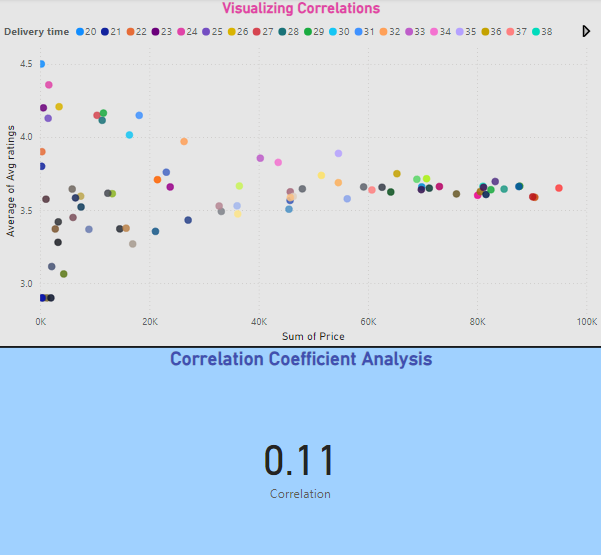 Visualizing Correlations
Delivery time 20 21 22 23 24 25 26 27 28 29 30 31 32 33 34 35 36 37 38
4.5
4.0
3.5
3.0
Average of Avg ratings
0K 20K 40K 60K 80K 100K
Sum of Price
Correlation Coefficient Analysis
0.11
Correlation